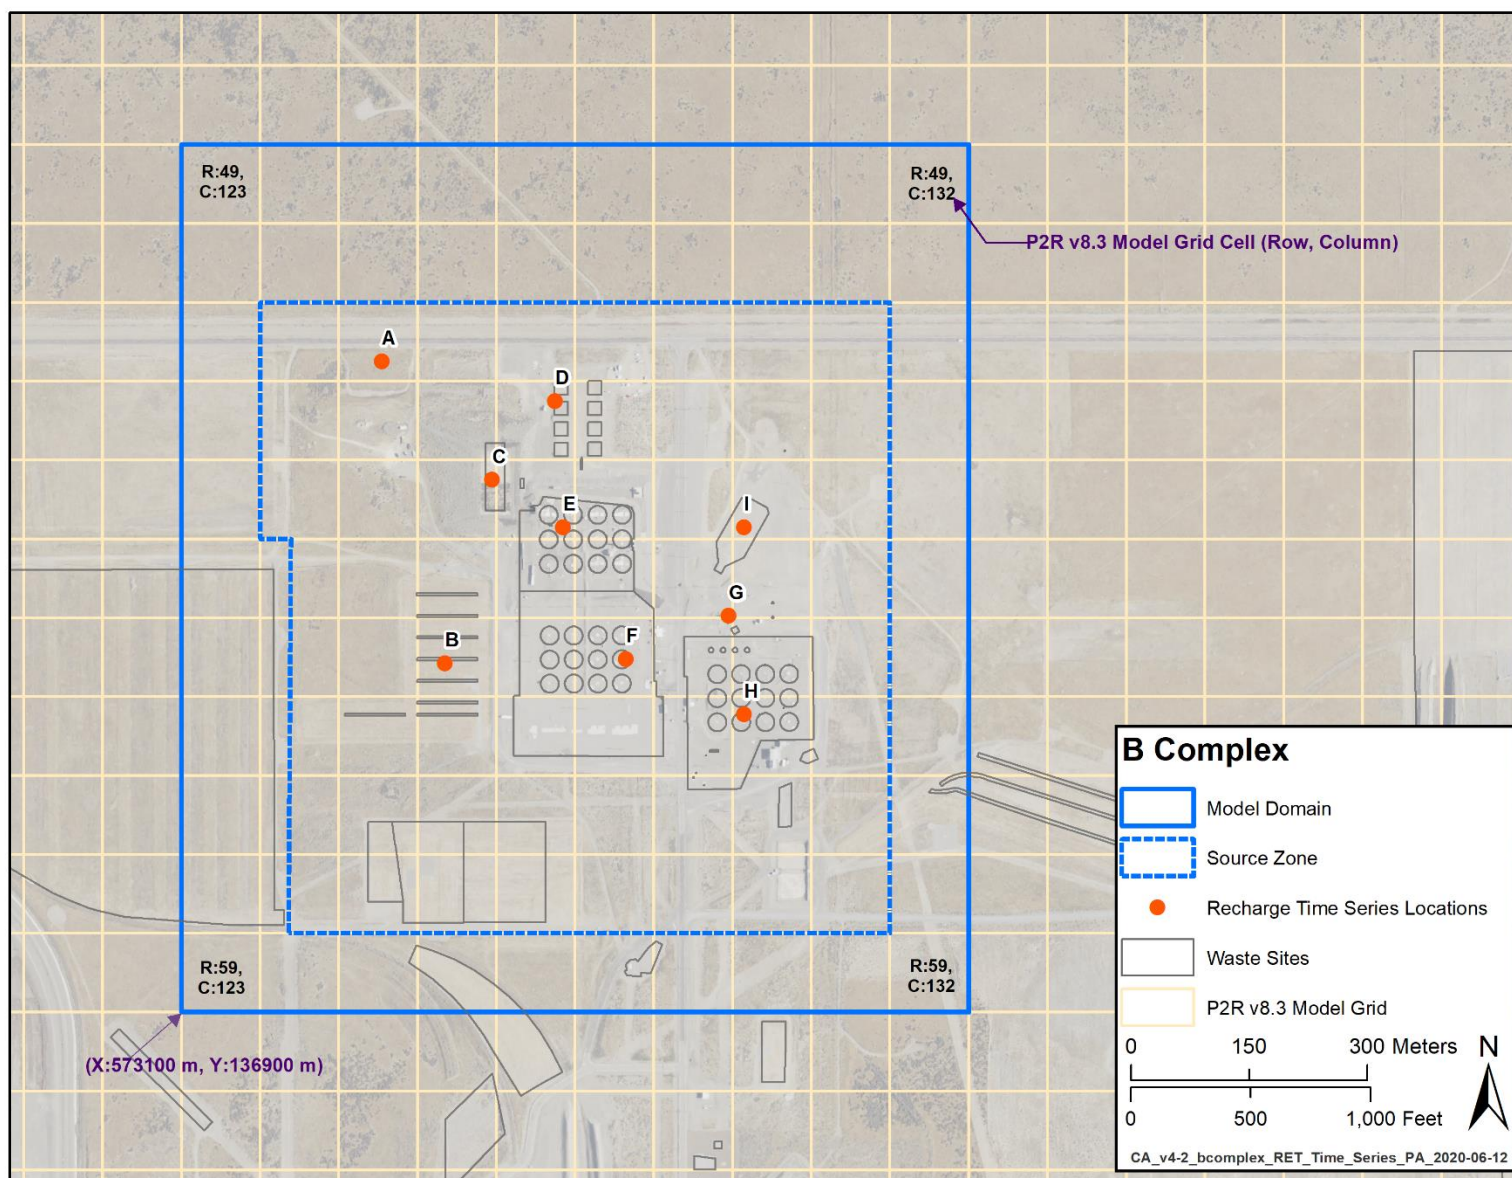 R:49,
C:123
R:49,
C:132
P2R v8.3 Model Grid Cell (Row, Column)
A
D
C
E
I
G
B
F
H
R:59,
C:123
R:59,
C:132
(X:573100 m, Y:136900 m)
B Complex
Model Domain
Source Zone
Recharge Time Series Locations
Waste Sites
P2R v8.3 Model Grid
0 150 300 Meters
N
0 500 1,000 Feet
CA_v4-2_bcomplex_RET_Time_Series_PA_2020-06-12